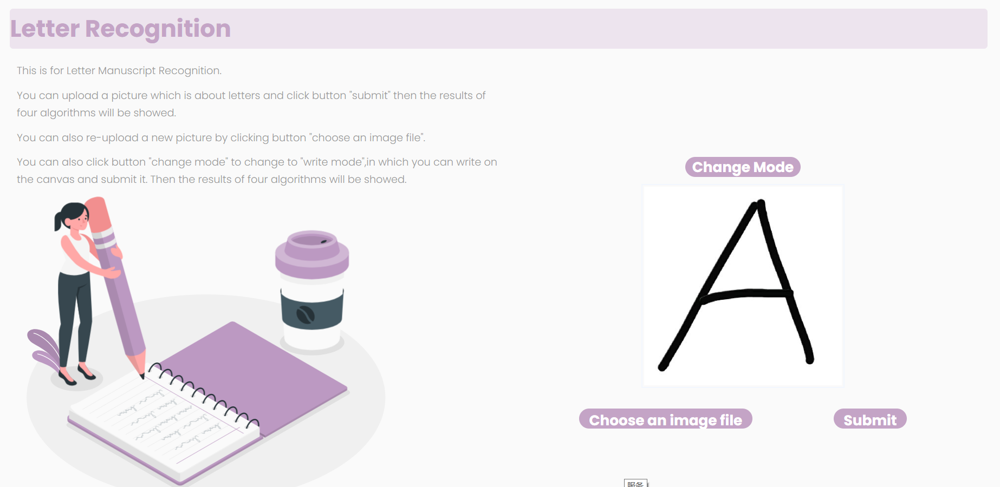 Letter Recognition
This is for Letter Manuscript Recognition.
You can upload a picture which is about letters and click button "submit" then the results of
four algorithms will be showed.
You can also re-upload a new picture by clicking button "choose an image file".
You can also click button "change mode" to change to "write mode",in which you can write on
the canvas and submit it. Then the results of four algorithms will be showed.
Change Mode
A
Choose an image file
Submit
服务